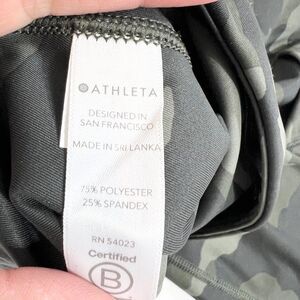 ATHLETA
DESIGNED IN
SAN FRANCISCO
MADE IN SRI LANKA
75% POLYESTER
25% SPANDEX
RN 54023
Certified
B